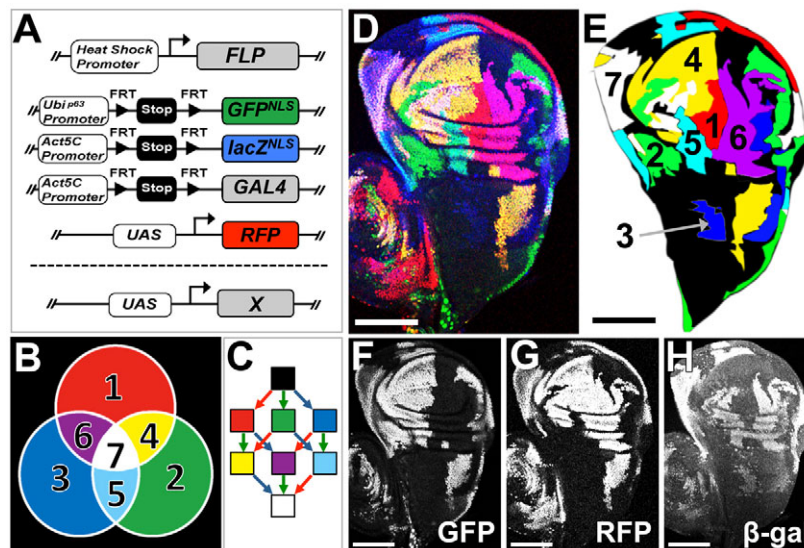 A
Heat Shock
Promoter
FLP
Ubi p63
Promoter
FRT
Stop
FRT
GFP NLS
Act5C
Promoter
FRT
Stop
FRT
lacZ NLS
Act5C
Promoter
FRT
Stop
FRT
GAL4
UAS
RFP
UAS
X
B
1
6
4
7
3
5
2
C
D
E
7
4
1
6
5
2
3
F
GFP
G
RFP
H
β-ga